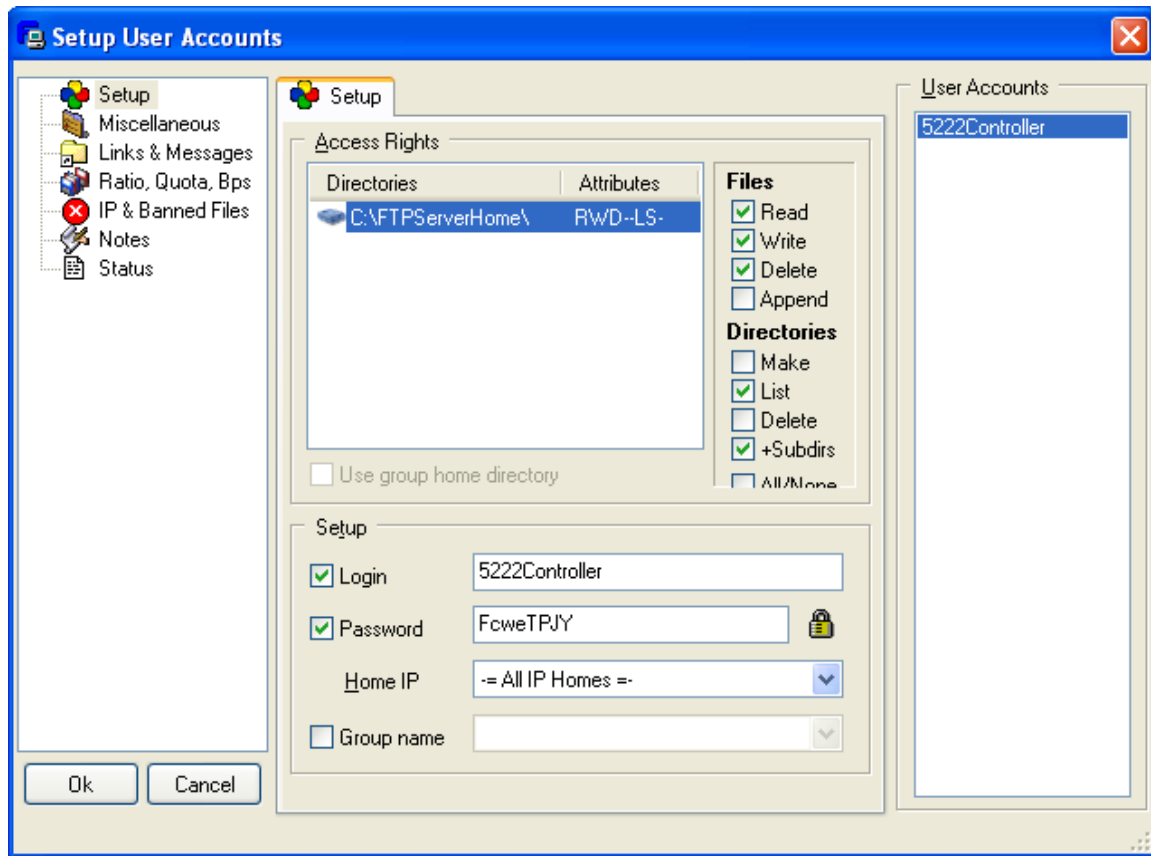 Setup User Accounts
Setup
Miscellaneous
Links & Messages
Ratio, Quota, Bps
IP & Banned Files
Notes
Status
Ok
Cancel
Setup
Access Rights
Directories Attributes
C:\FTPServerHome\ RWD--LS-
Use group home directory
Files
Read
Write
Delete
Append
Directories
Make
List
Delete
+Subdirs
All/None
Setup
Login 5222Controller
Password FcweTPJY
Home IP -= All IP Homes =-
Group name
User Accounts
5222Controller